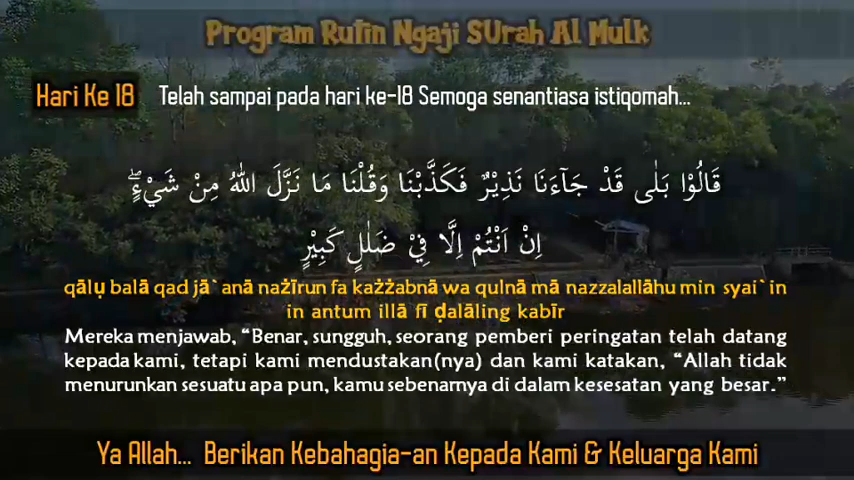 Program Rutin Ngaji SUrah Al Mulk
Hari Ke 18
Telah sampai pada hari ke-18 Semoga senantiasa istiqomah...
قَالُوْا بَلٰى قَدْ جَاۤءَنَا نَذِيْرٌ فَكَذَّبْنَا وَقُلْنَا مَا نَزَّلَ اللّٰهُ مِنْ شَيْءٍۖ
اِنْ اَنْتُمْ اِلَّا فِيْ ضَلٰلٍ كَبِيْرٍ
qālụ balā qad jā`anā nażīrun fa każżabnā wa qulnā mā nazzalallāhu min syai`in
in antum illā fī ḍalāling kabīr
Mereka menjawab, “Benar, sungguh, seorang pemberi peringatan telah datang
kepada kami, tetapi kami mendustakan(nya) dan kami katakan, “Allah tidak
menurunkan sesuatu apa pun, kamu sebenarnya di dalam kesesatan yang besar.”
Ya Allah... Berikan Kebahagia-an Kepada Kami & Keluarga Kami